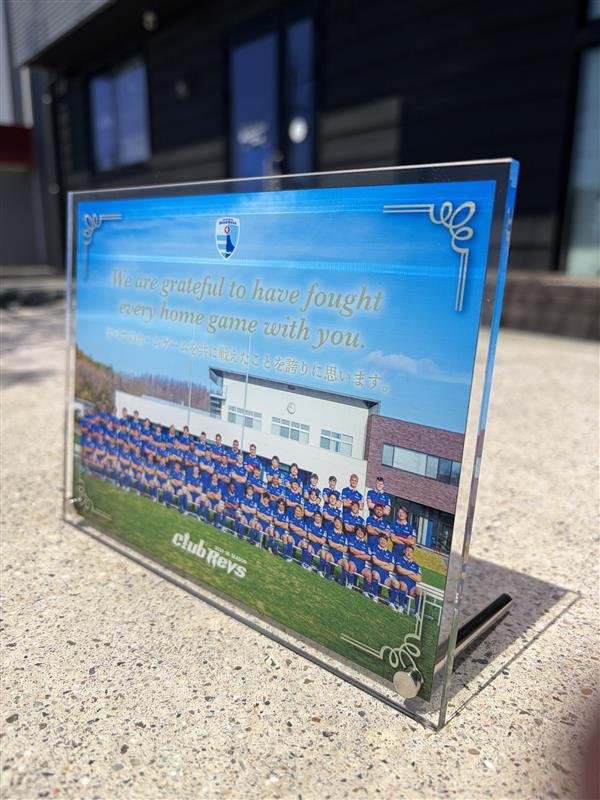 We are grateful to have fought
every home game with you.
すべてのホームゲームを共に戦えたことを誇りに思います。
SEASON
club Revs